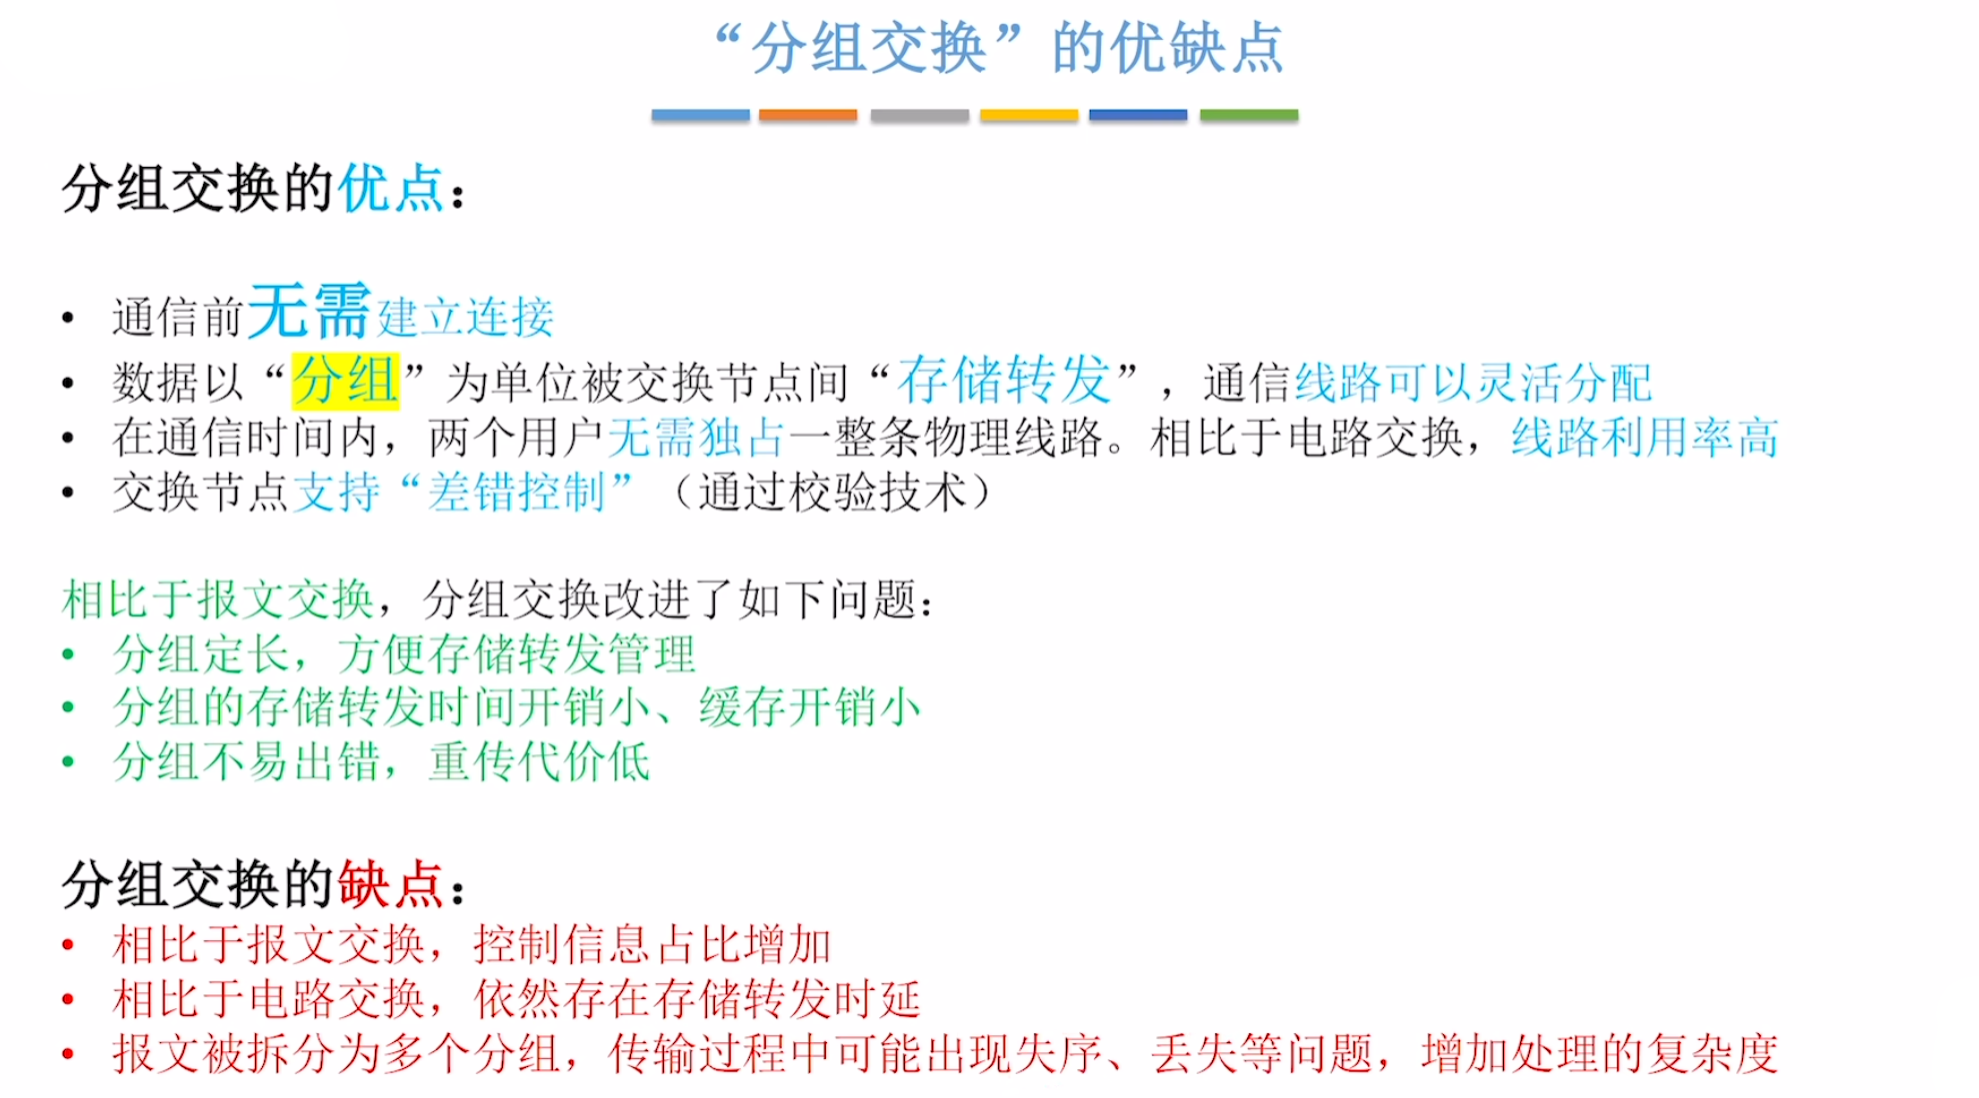 “分组交换”的优缺点
分组交换的优点：
• 通信前无需建立连接
• 数据以“分组”为单位被交换节点间“存储转发”，通信线路可以灵活分配
• 在通信时间内，两个用户无需独占一整条物理线路。相比于电路交换，线路利用率高
• 交换节点支持“差错控制”（通过校验技术）
相比于报文交换，分组交换改进了如下问题：
• 分组定长，方便存储转发管理
• 分组的存储转发时间开销小、缓存开销小
• 分组不易出错，重传代价低
分组交换的缺点：
• 相比于报文交换，控制信息占比增加
• 相比于电路交换，依然存在存储转发时延
• 报文被拆分为多个分组，传输过程中可能出现失序、丢失等问题，增加处理的复杂度